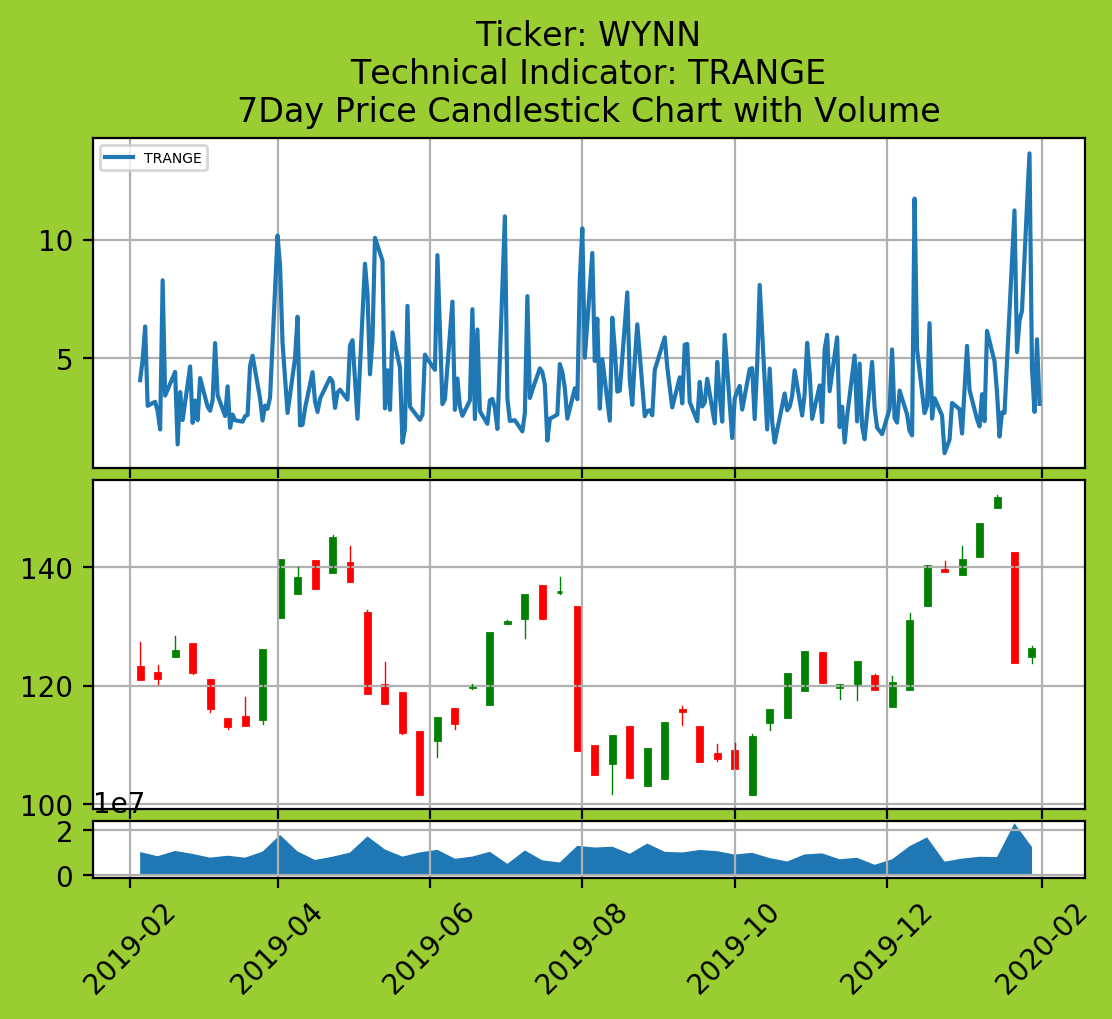 Ticker: WYNN
Technical Indicator: TRANGE
7Day Price Candlestick Chart with Volume
TRANGE
10
5
140
120
100
1e7
2
0
2019-02
2019-04
2019-06
2019-08
2019-10
2019-12
2020-02